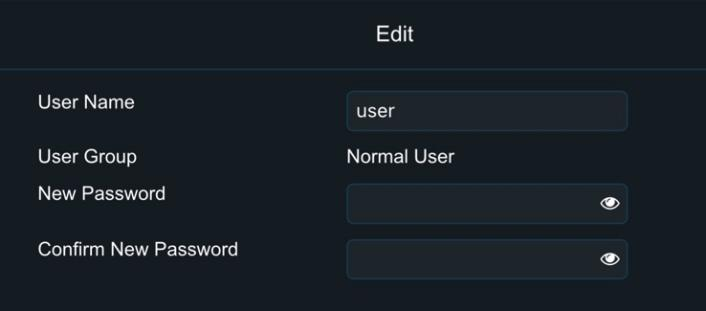 Edit
User Name
user
User Group
Normal User
New Password
Confirm New Password